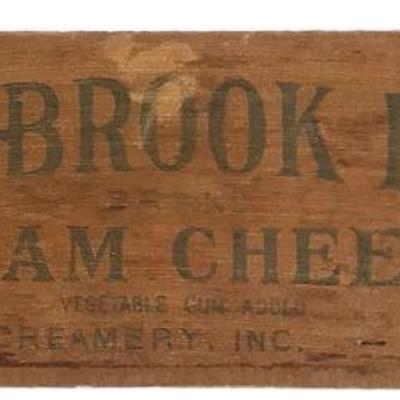 BROOK
BRAND
AM CHEE
VEGETABLE GUM ADDED
CREAMERY, INC.